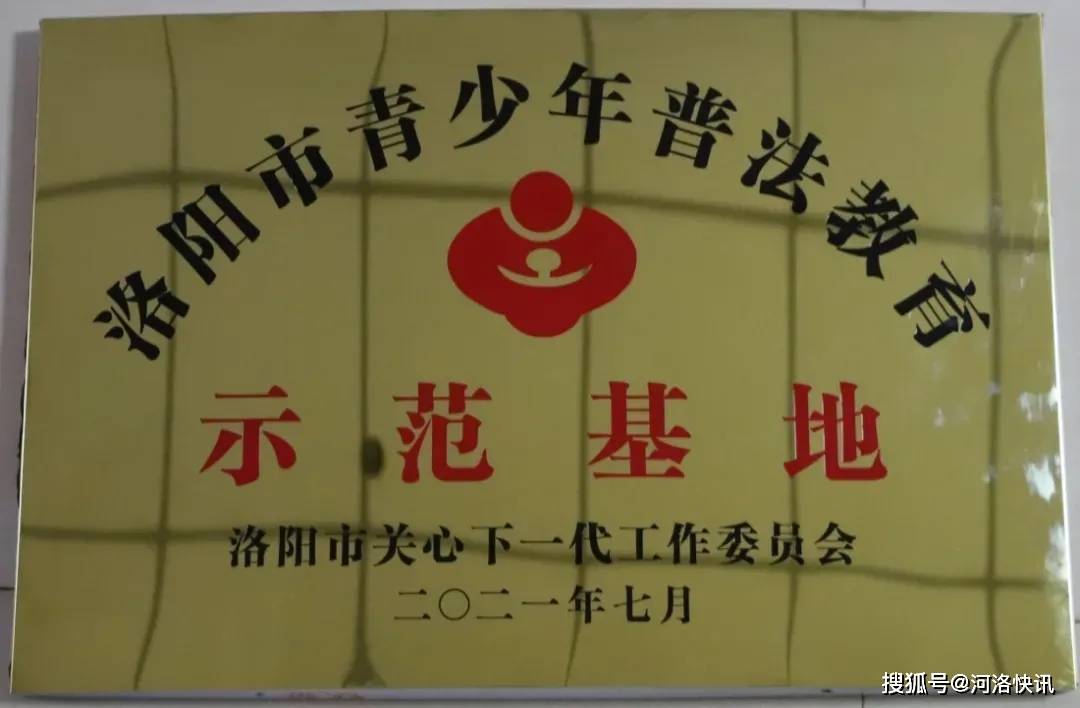 洛阳市青少年普法教育
示范基地
洛阳市关心下一代工作委员会
二〇二一年七月
搜狐号@河洛快讯